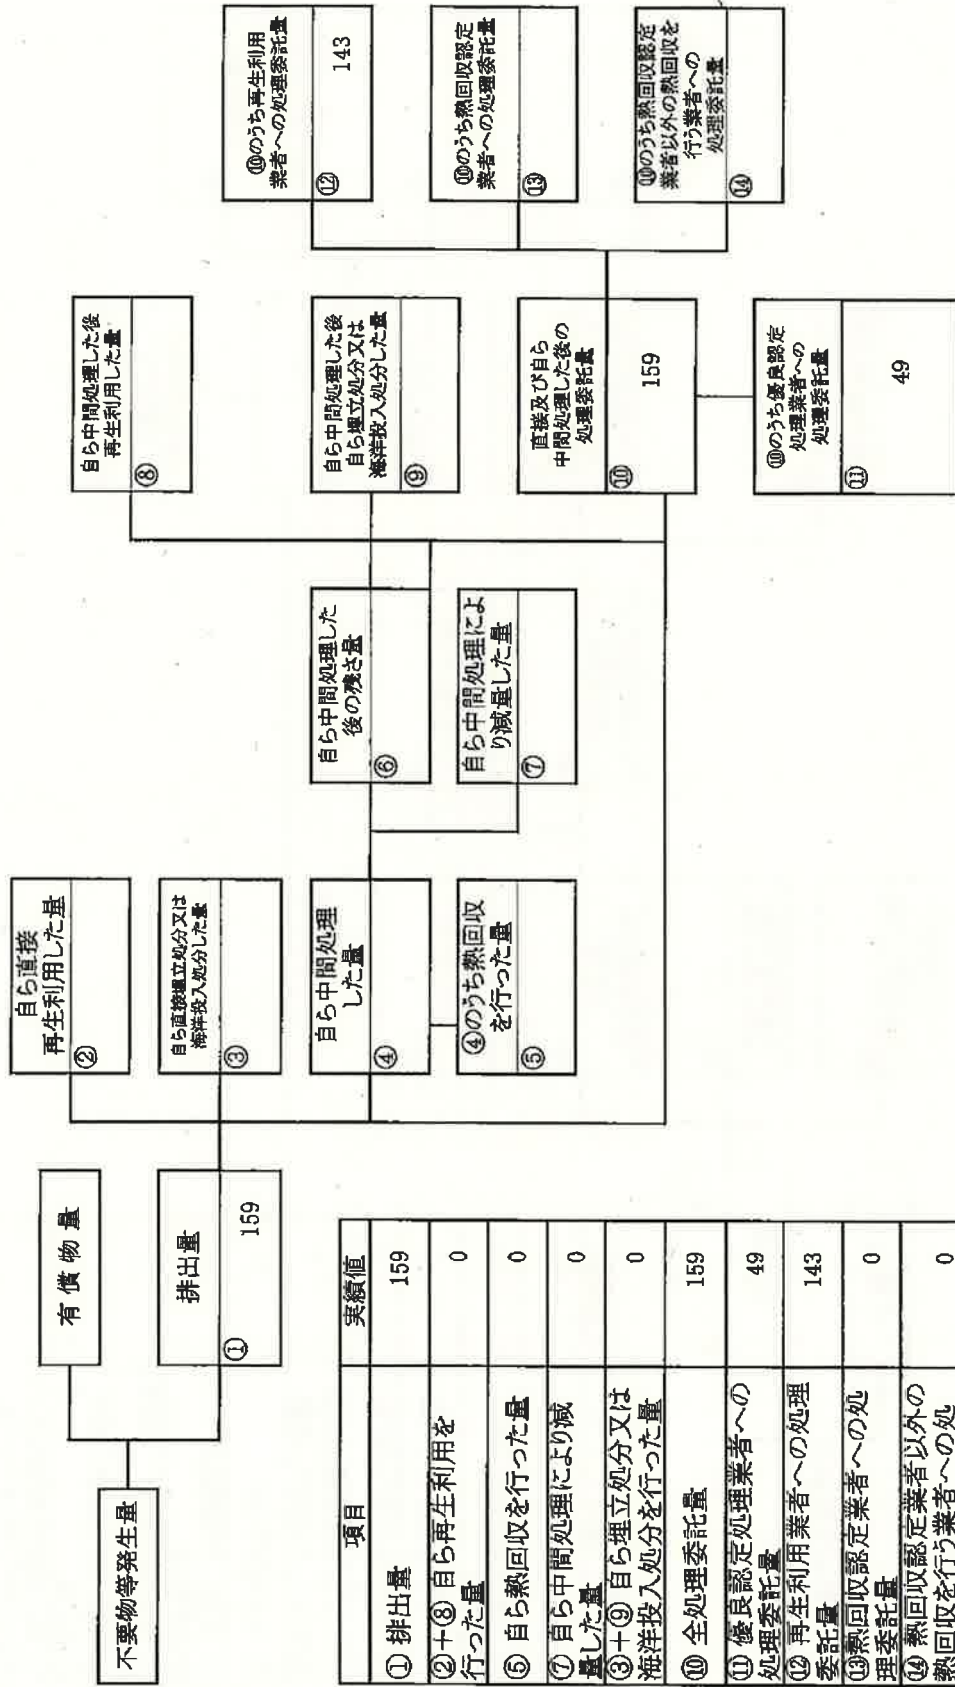 不要物等発生量
有償物量
排出量
①
159
自ら直接
再生利用した量
②
自ら直接埋立処分又は
海洋投入処分した量
③
自ら中間処理
した量
④
④のうち熱回収
を行った量
⑤
自ら中間処理した
後の残さ量
⑥
自ら中間処理によ
り減量した量
⑦
自ら中間処理した後
再生利用した量
⑧
自ら中間処理した後
自ら埋立処分又は
海洋投入処分した量
⑨
直接及び自ら
中間処理した後の
処理委託量
⑩
159
⑩のうち優良認定
処理業者への
処理委託量
⑪
49
⑩のうち再生利用
業者への処理委託量
⑫
143
⑩のうち熱回収認定
業者への処理委託量
⑬
⑩のうち熱回収認定
業者以外の熱回収を
行う業者への
処理委託量
⑭
項目 実績値
①排出量 159
②+⑧自ら再生利用を
行った量 0
⑤自ら熱回収を行った量 0
⑦自ら中間処理により減
量した量 0
③+⑨自ら埋立処分又は
海洋投入処分を行った量 0
⑩全処理委託量 159
⑪優良認定処理業者への
処理委託量 49
⑫再生利用業者への処理
委託量 143
⑬熱回収認定業者への処
理委託量 0
⑭熱回収認定業者以外の
熱回収を行う業者への処 0